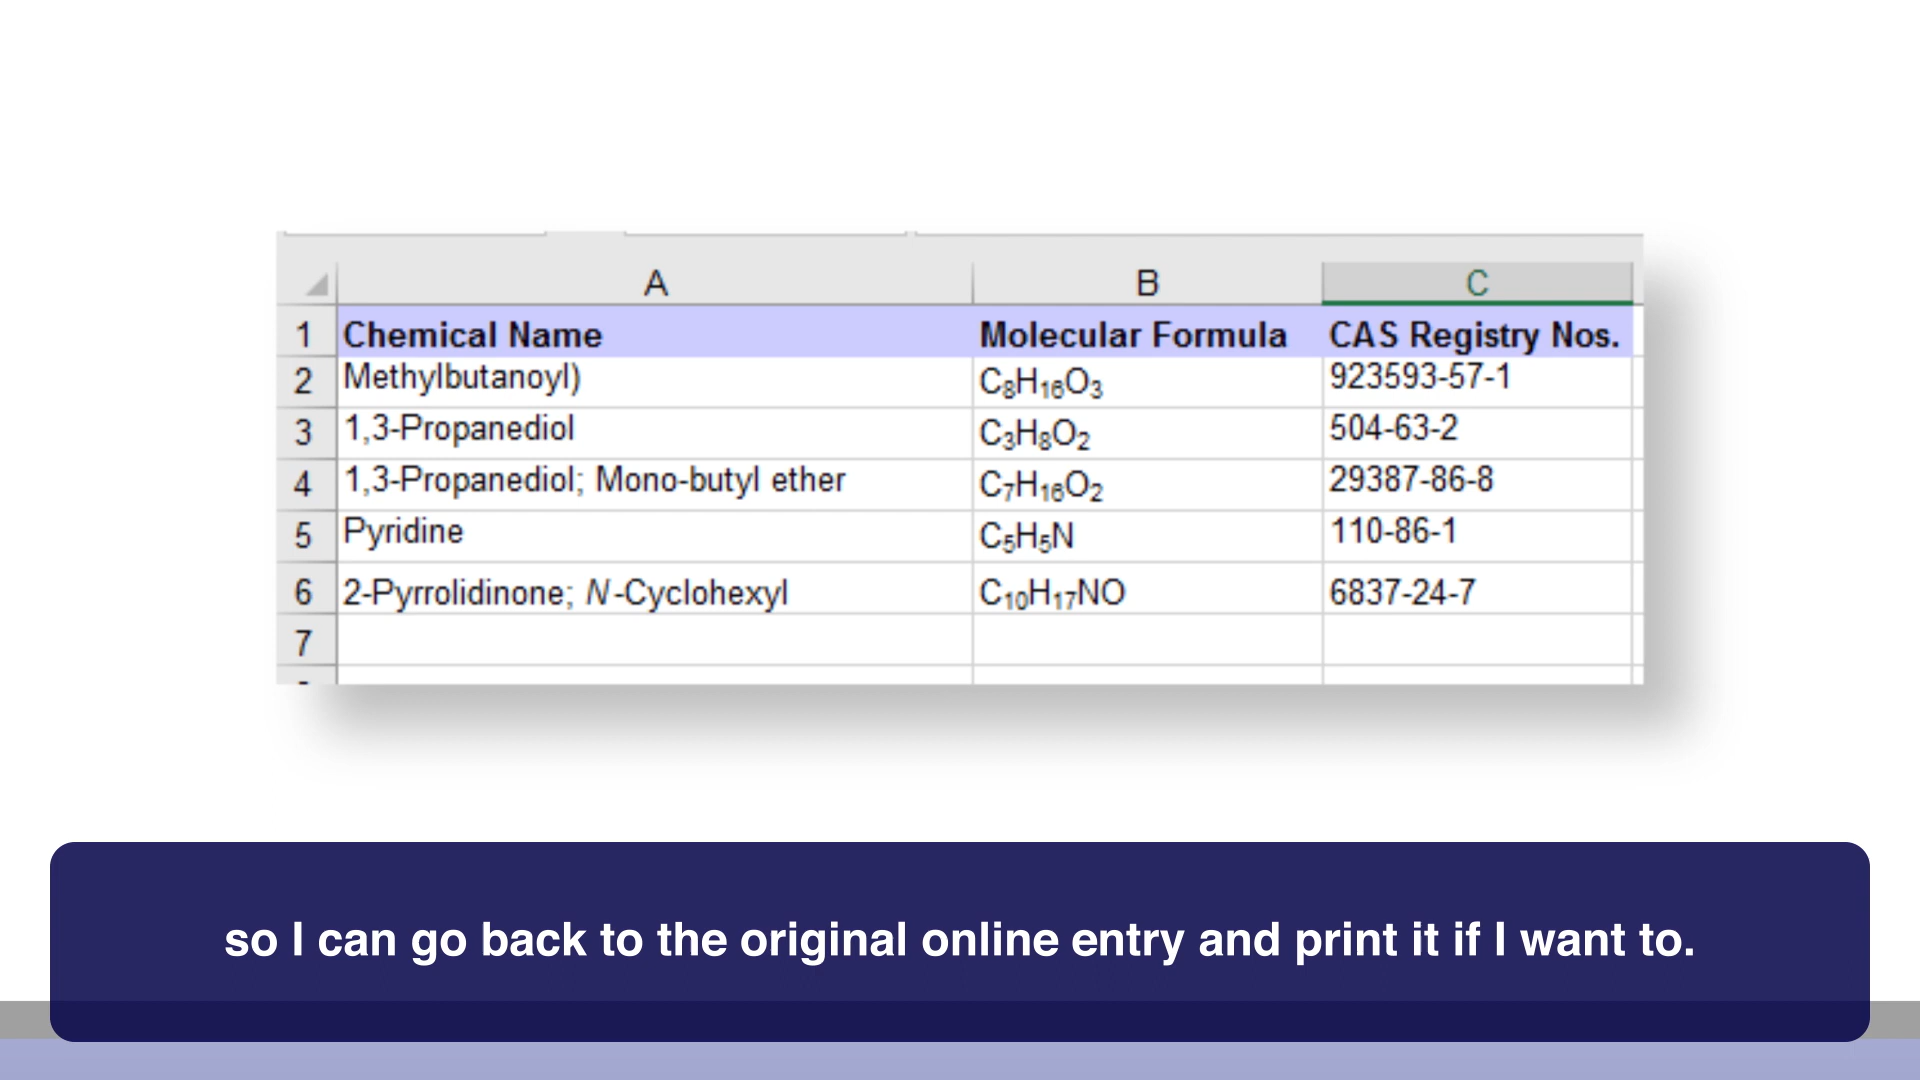 A B C
1 Chemical Name Molecular Formula CAS Registry Nos.
2 Methylbutanoyl) C₈H₁₆O₃ 923593-57-1
3 1,3-Propanediol C₃H₈O₂ 504-63-2
4 1,3-Propanediol; Mono-butyl ether C₇H₁₆O₂ 29387-86-8
5 Pyridine C₅H₅N 110-86-1
6 2-Pyrrolidinone; N-Cyclohexyl C₁₀H₁₇NO 6837-24-7
7
so I can go back to the original online entry and print it if I want to.